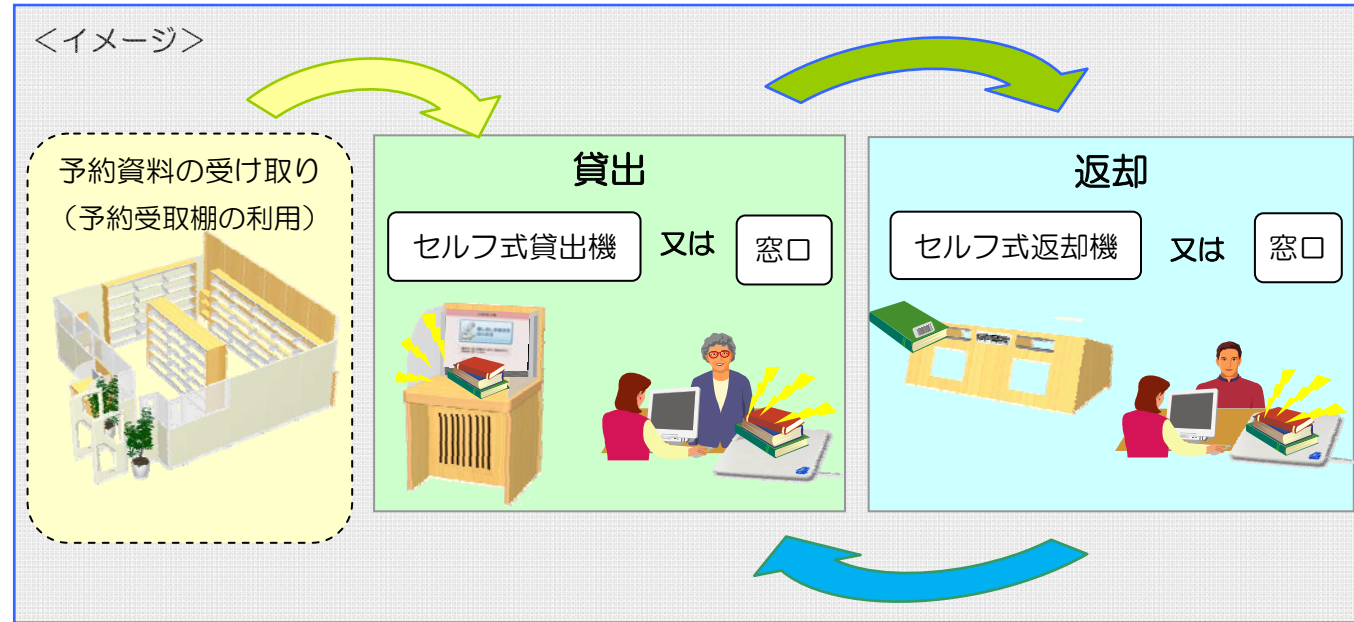 <イメージ>
予約資料の受け取り
(予約受取棚の利用)
貸出
セルフ式貸出機 又は 窓口
返却
セルフ式返却機 又は 窓口